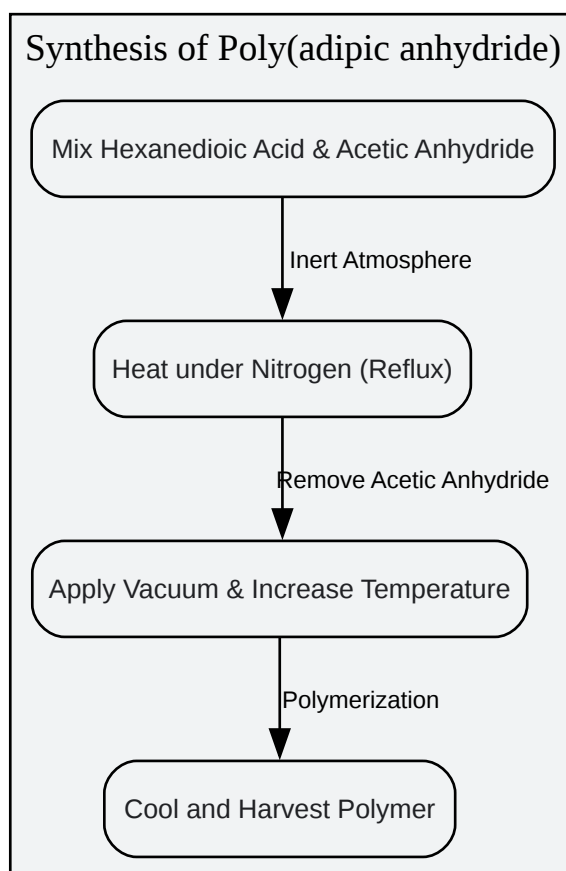 Synthesis of Poly(adipic anhydride)
Mix Hexanedioic Acid & Acetic Anhydride
Inert Atmosphere
Heat under Nitrogen (Reflux)
Remove Acetic Anhydride
Apply Vacuum & Increase Temperature
Polymerization
Cool and Harvest Polymer